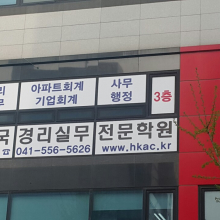 아파트회계 사무
기업회계 행정 3층
국 경리실무 전문학원
☎ 041-556-5626 www.hkac.kr